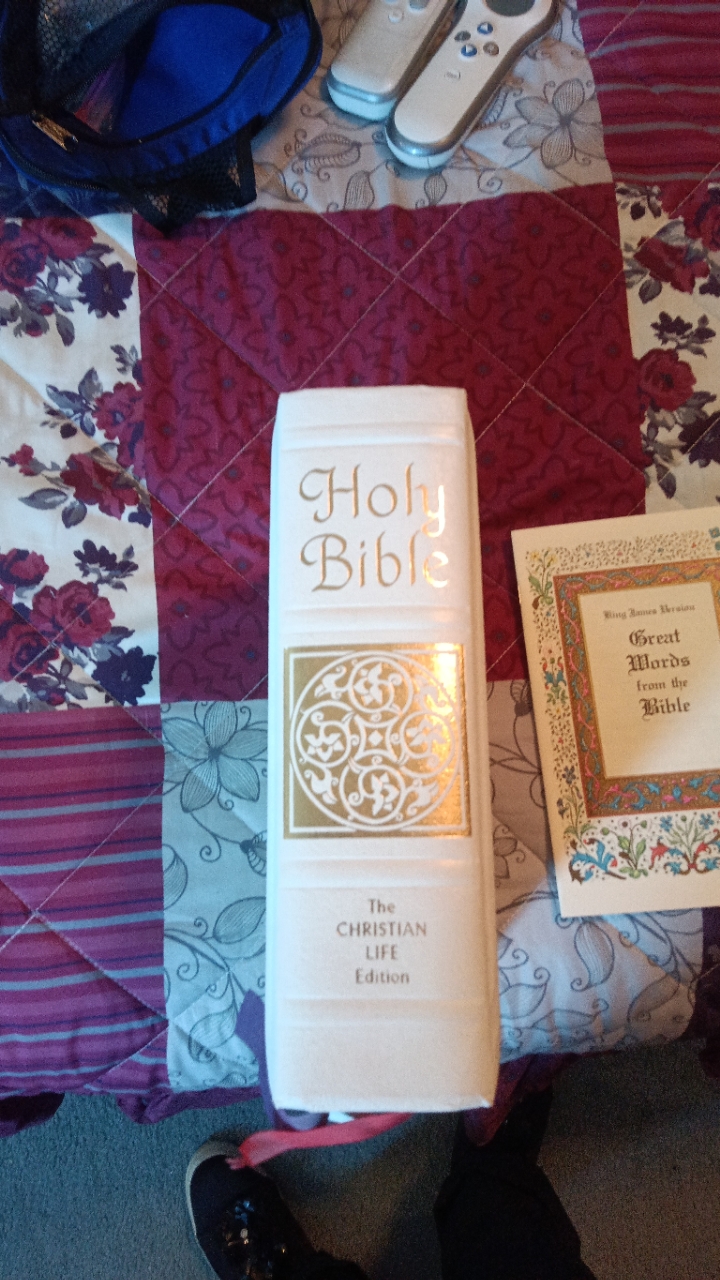 Holy
Bible
The
CHRISTIAN
LIFE
Edition
King James Version
Great
Words
from the
Bible